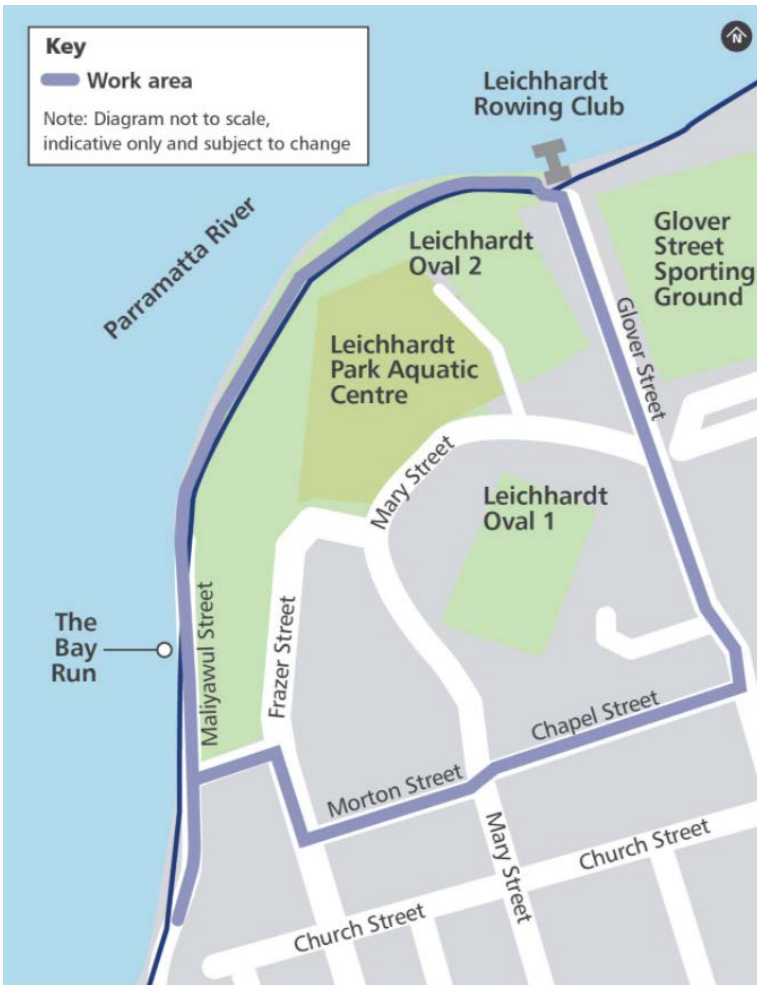 Key
Work area
Note: Diagram not to scale,
indicative only and subject to change
N
Leichhardt
Rowing Club
Parramatta River
Leichhardt
Oval 2
Glover
Street
Sporting
Ground
Leichhardt
Park Aquatic
Centre
Glover Street
Mary Street
Leichhardt
Oval 1
The
Bay
Run
Maliyawul Street
Frazer Street
Chapel Street
Morton Street
Mary Street
Church Street
Church Street